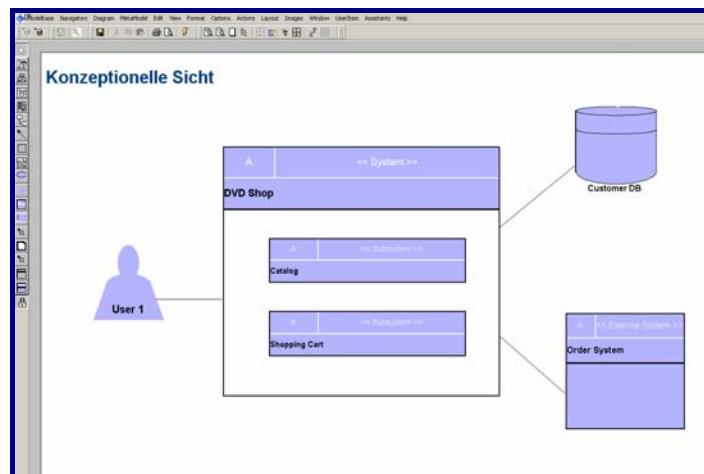 Modelbase Navigators Diagram MetaModel Edit View Format Options Actions Layout Images Window UserItem Assistants Help
Konzeptionelle Sicht
A << System >>
DVD Shop
Customer DB
A << Subsystem >>
Catalog
User 1
A << Subsystem >>
Shopping Cart
A << External System >>
Order System